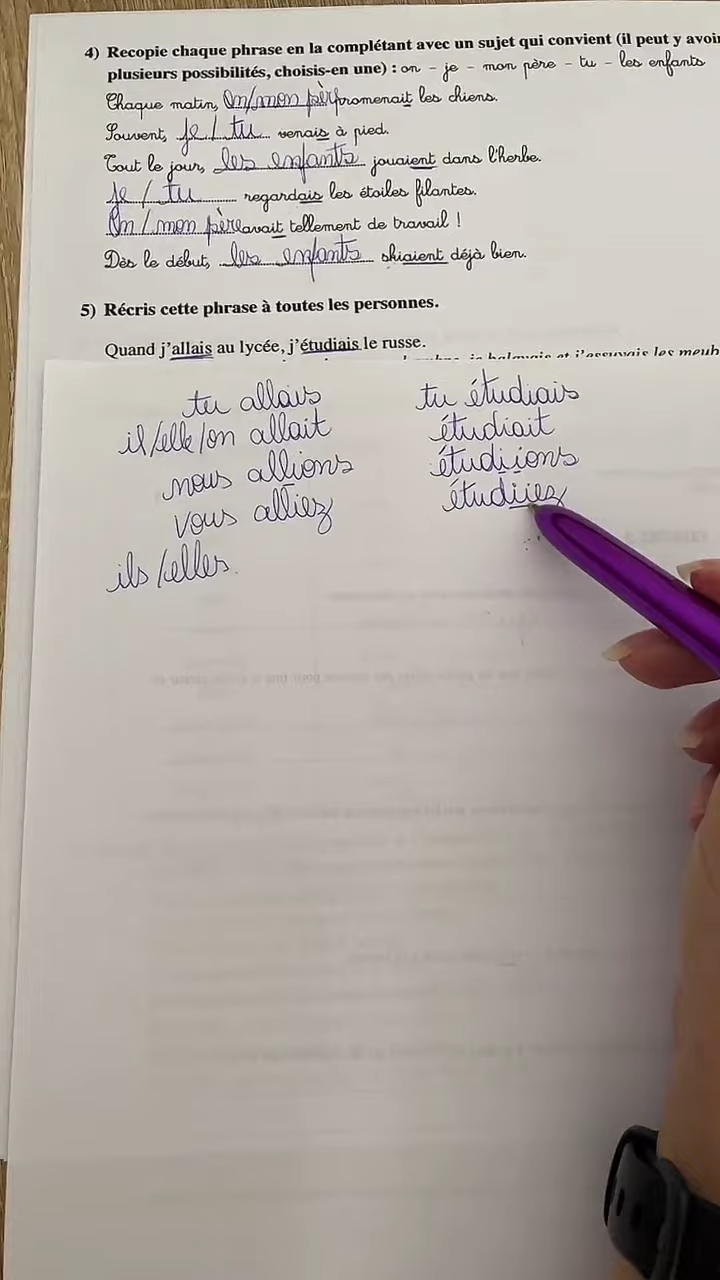 4) Recopie chaque phrase en la complétant avec un sujet qui convient (il peut y avoir
plusieurs possibilités, choisis-en une) : on – je – mon père – tu – les enfants
Chaque matin, On/mon père promenait les chiens.
Souvent, je / tu venais à pied.
Tout le jour, les enfants jouaient dans l'herbe.
Je / tu regardais les étoiles filantes.
On / mon père avait tellement de travail !
Dès le début, les enfants skiaient déjà bien.
5) Récris cette phrase à toutes les personnes.
Quand j'allais au lycée, j'étudiais le russe.
balayais et j'essuyais les meub
tu allais tu étudiais
il/elle/on allait étudiait
nous allions étudiions
vous alliez étudiiez
ils/elles